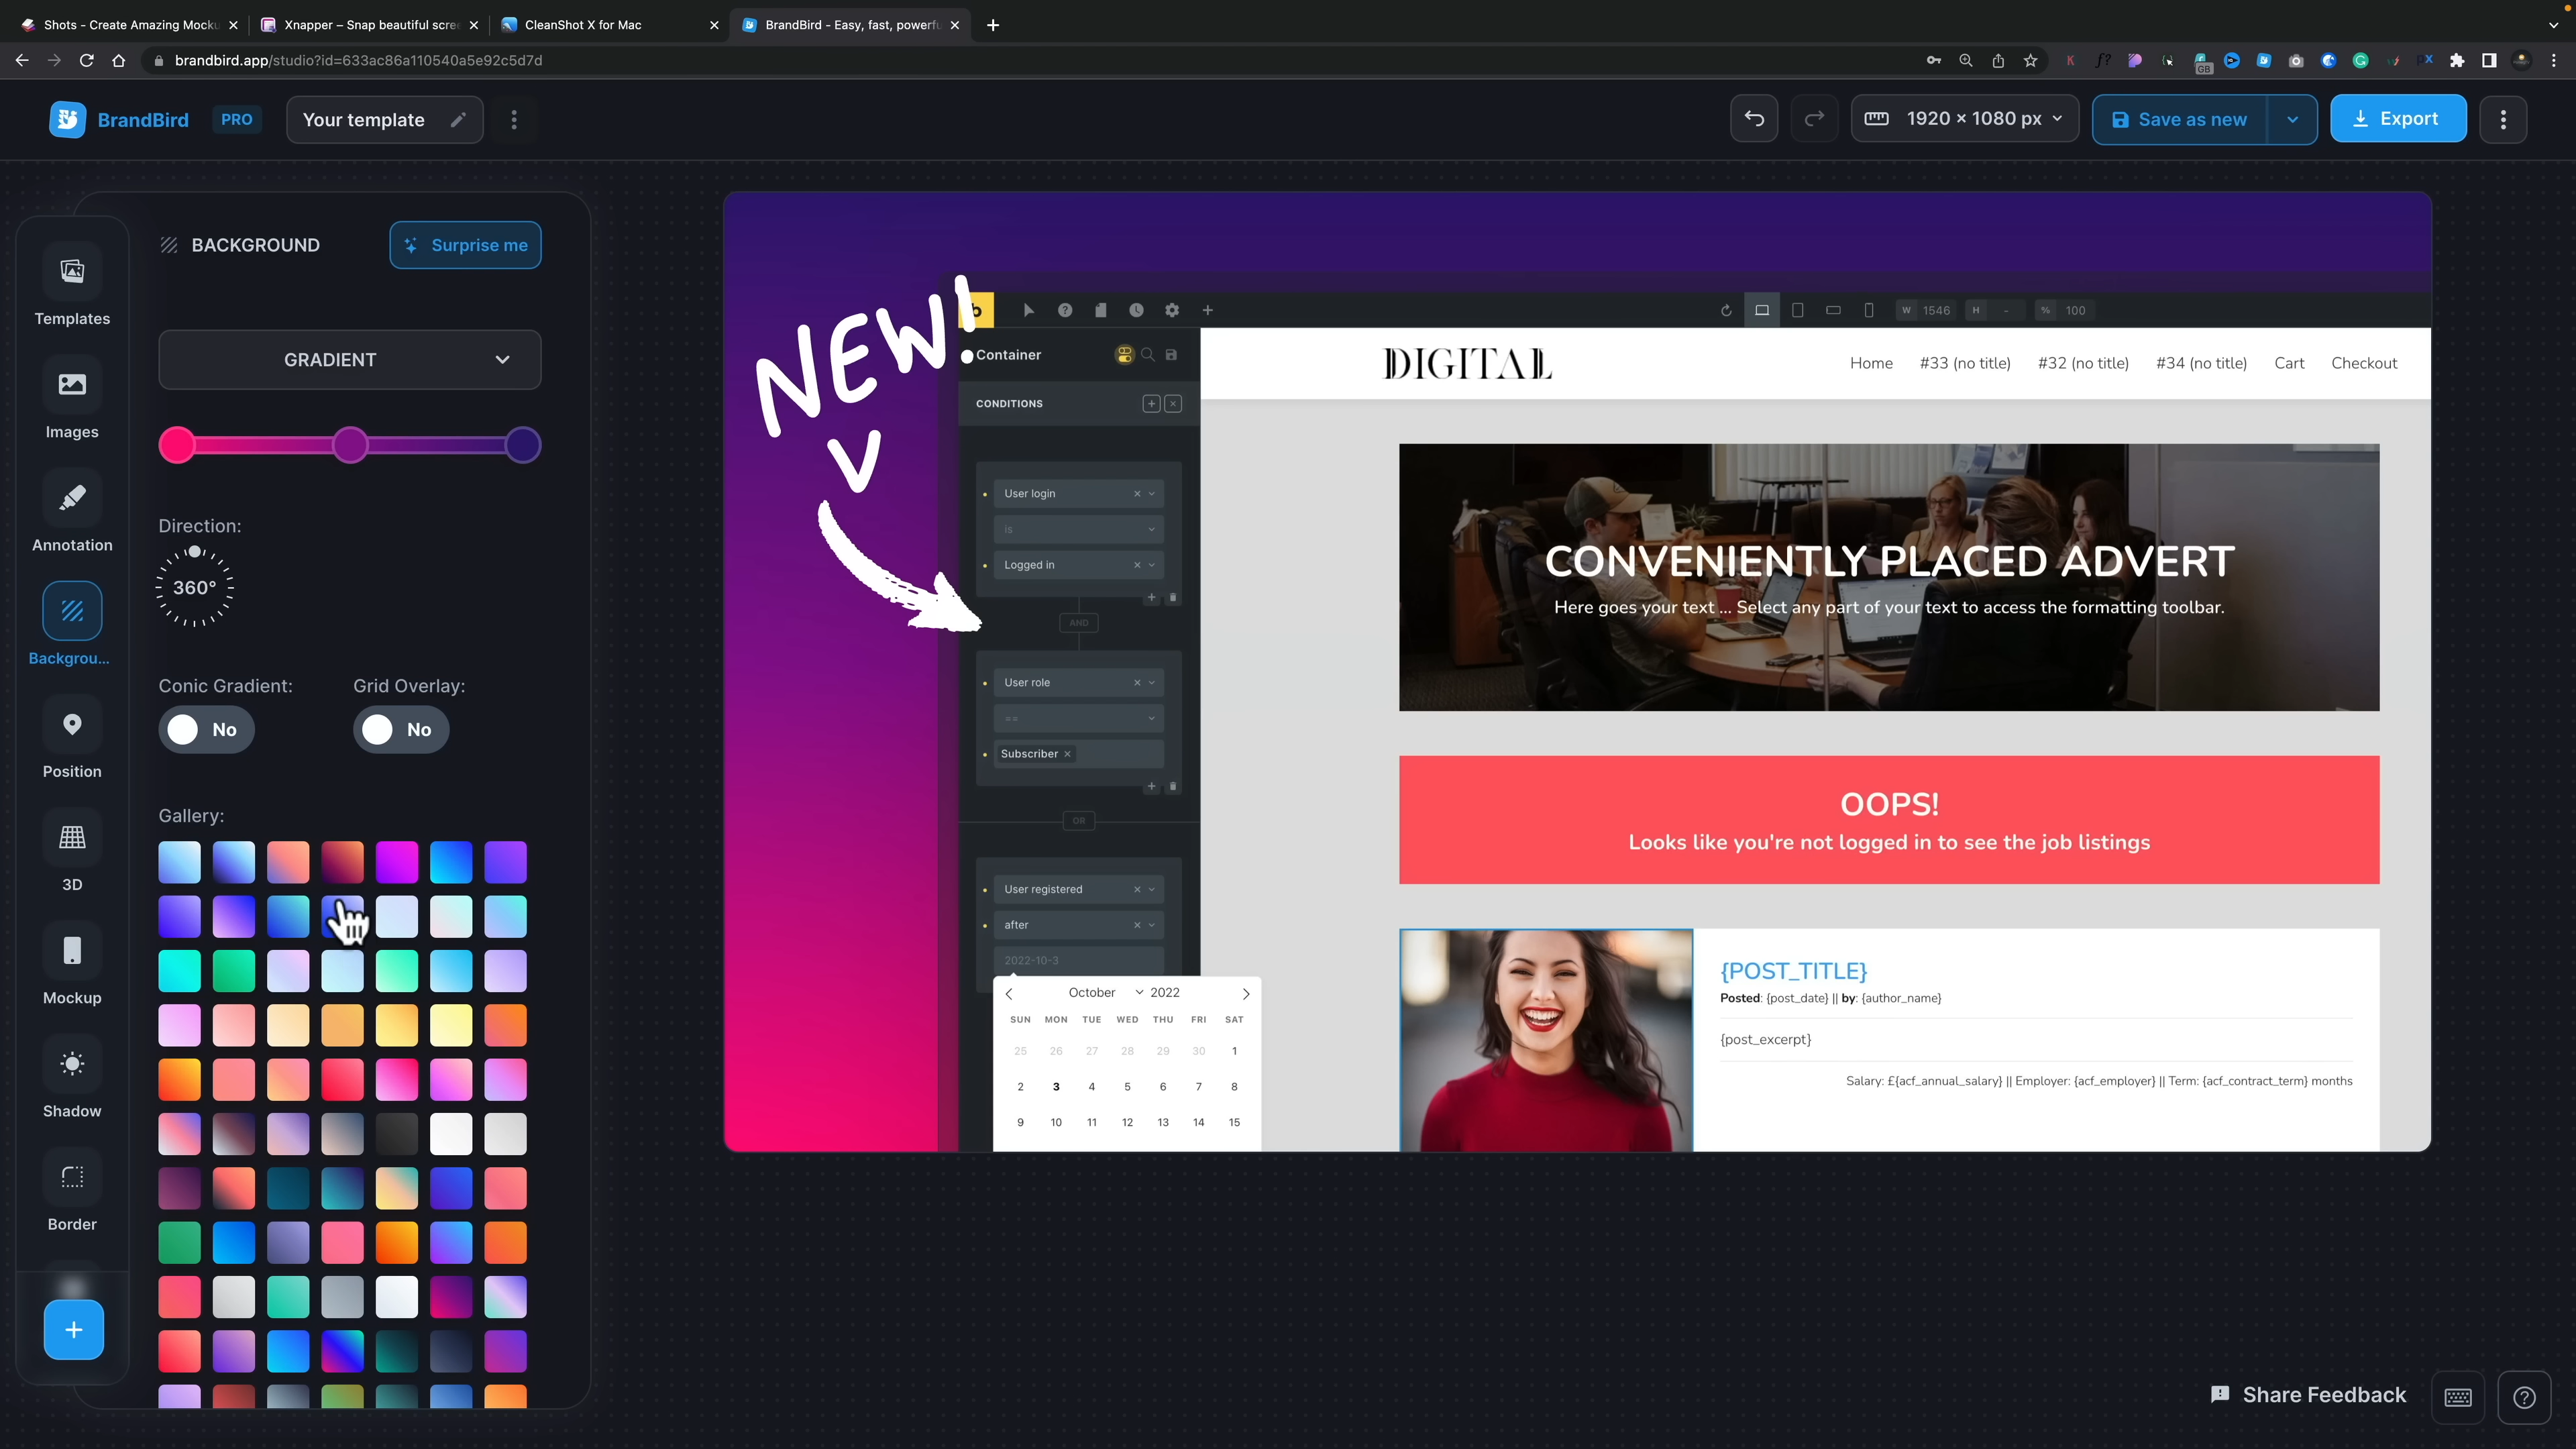 Shots - Create Amazing Mocku
Xnapper – Snap beautiful scree
CleanShot X for Mac
BrandBird - Easy, fast, powerfu
brandbird.app/studio?id=633ac86a110540a5e92c5d7d
BrandBird
PRO
Your template
1920 × 1080 px
Save as new
Export
Templates
Images
Annotation
Backgrou...
Position
3D
Mockup
Shadow
Border
BACKGROUND
Surprise me
GRADIENT
Direction:
360°
Conic Gradient:
Grid Overlay:
No
No
Gallery:
NEW!
Container
CONDITIONS
User login
is
Logged in
AND
User role
==
Subscriber
OR
User registered
after
2022-10-3
October 2022
SUN MON TUE WED THU FRI SAT
25 26 27 28 29 30 1
2 3 4 5 6 7 8
9 10 11 12 13 14 15
W 1546 H - % 100
DIGITAL
Home #33 (no title) #32 (no title) #34 (no title) Cart Checkout
CONVENIENTLY PLACED ADVERT
Here goes your text ... Select any part of your text to access the formatting toolbar.
OOPS!
Looks like you're not logged in to see the job listings
{POST_TITLE}
Posted: {post_date} || by: {author_name}
{post_excerpt}
Salary: £{acf_annual_salary} || Employer: {acf_employer} || Term: {acf_contract_term} months
Share Feedback